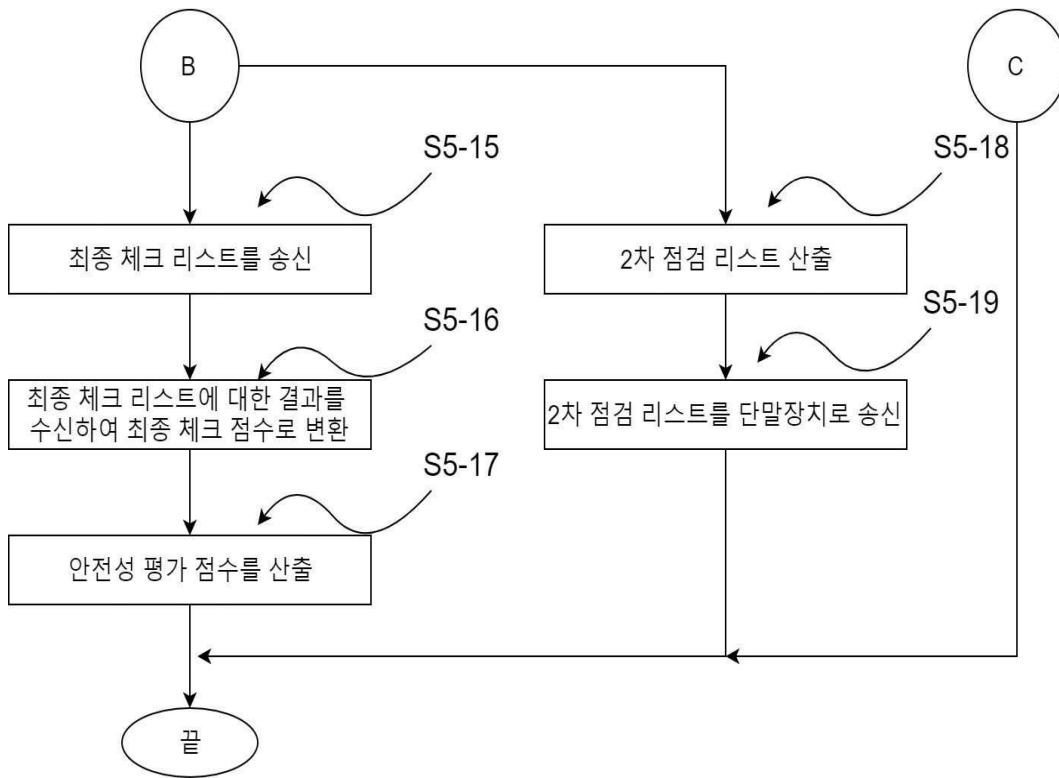 B
C
S5-15
S5-18
최종 체크 리스트를 송신
2차 점검 리스트 산출
S5-16
S5-19
최종 체크 리스트에 대한 결과를
수신하여 최종 체크 점수로 변환
2차 점검 리스트를 단말장치로 송신
S5-17
안전성 평가 점수를 산출
끝